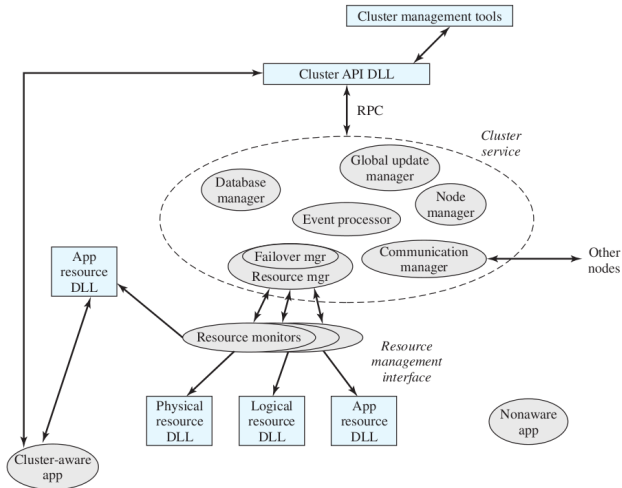 Cluster management tools
Cluster API DLL
RPC
Cluster
service
Global update
manager
Database
manager
Node
manager
Event processor
Failover mgr
Resource mgr
Communication
manager
Other
nodes
App
resource
DLL
Resource monitors
Resource
management
interface
Physical
resource
DLL
Logical
resource
DLL
App
resource
DLL
Nonaware
app
Cluster-aware
app